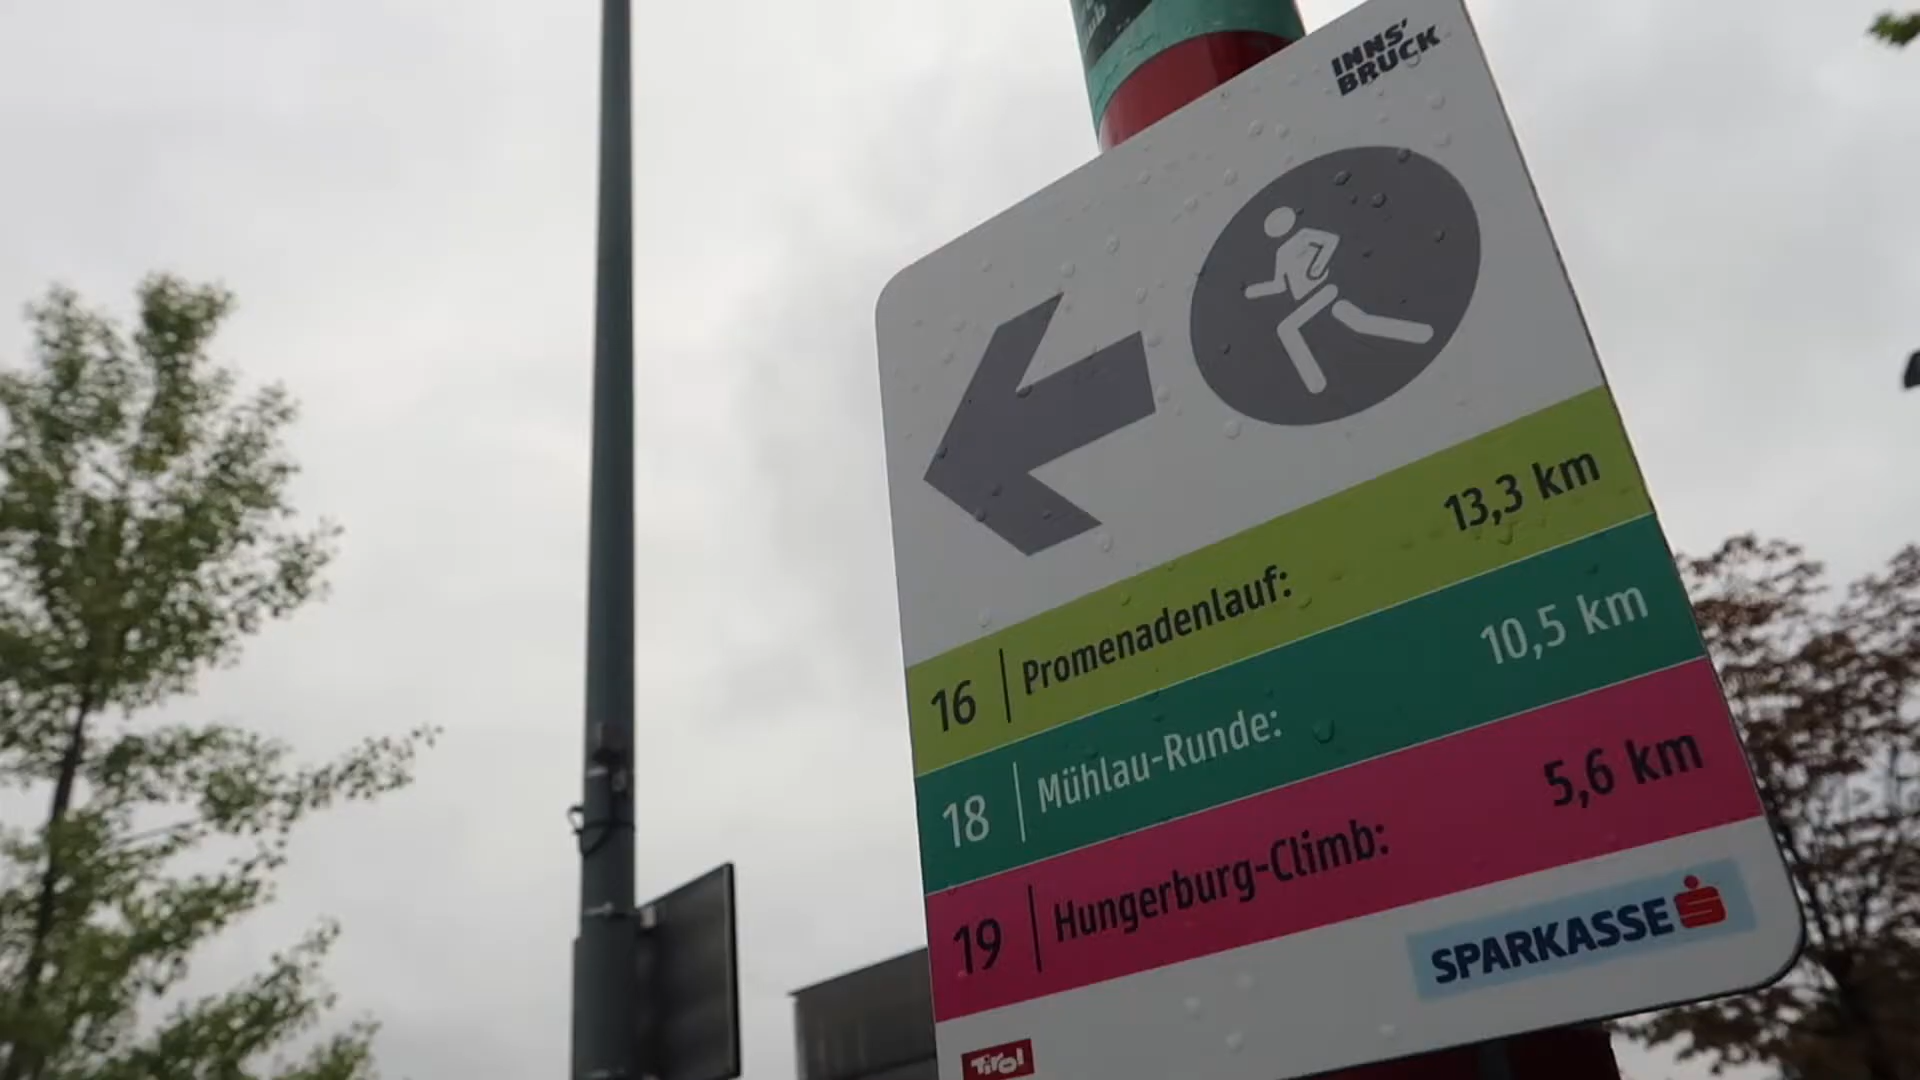 INNS'
BRUCK
16 | Promenadenlauf: 13,3 km
18 | Mühlau-Runde: 10,5 km
19 | Hungerburg-Climb: 5,6 km
SPARKASSE
Tirol